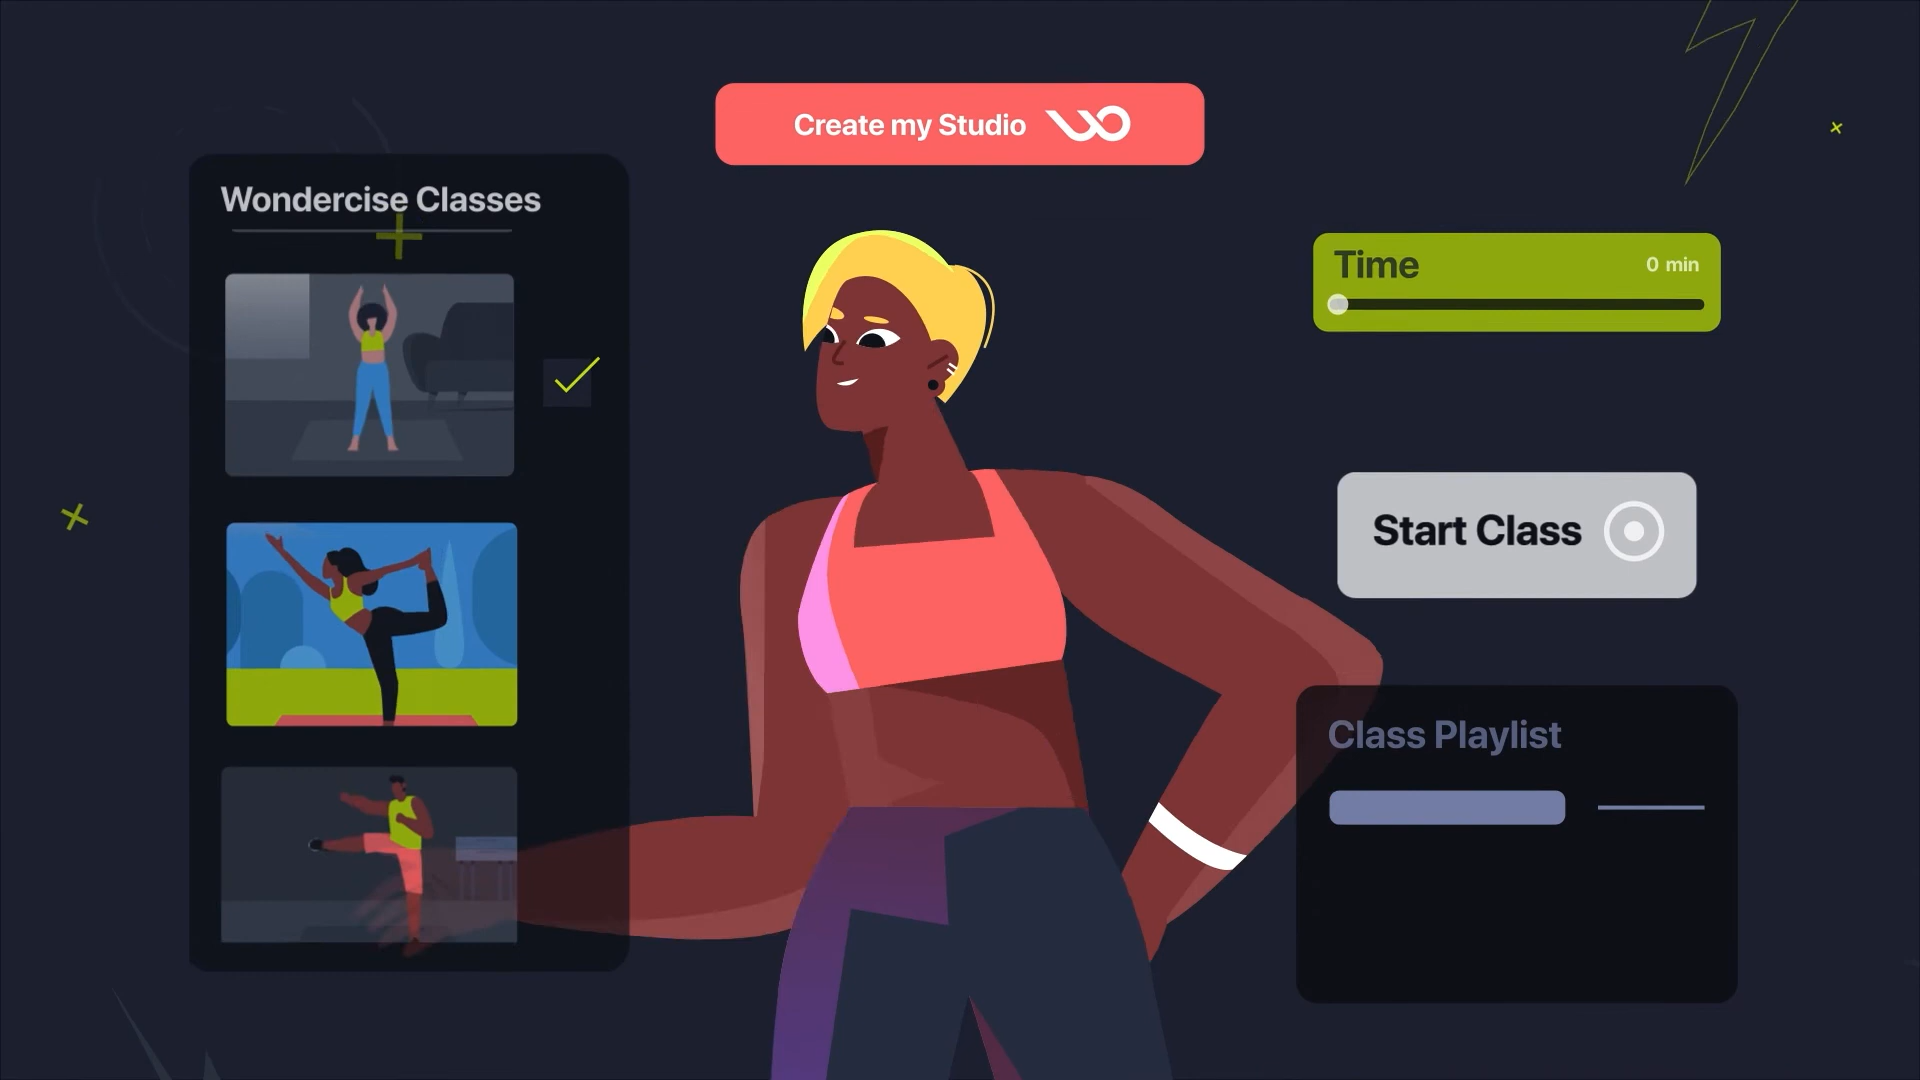 Create my Studio
Wondercise Classes
Time
0 min
Start Class
Class Playlist